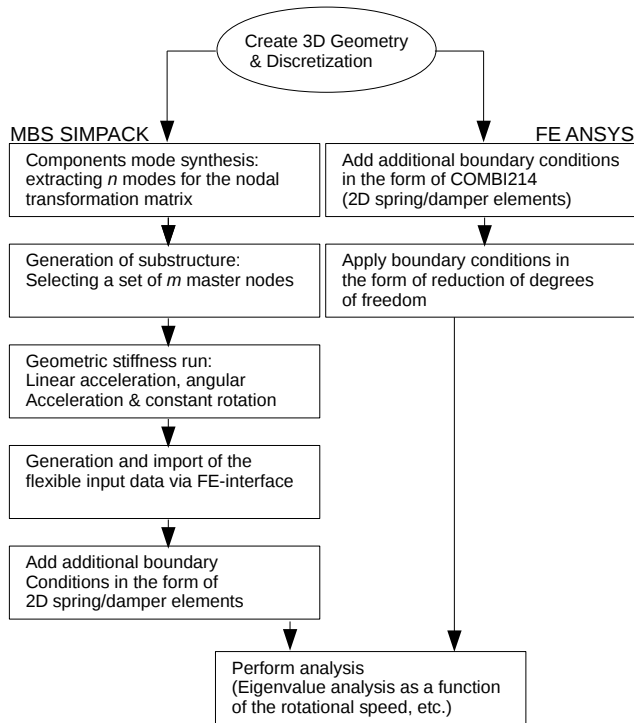 Create 3D Geometry
& Discretization
MBS SIMPACK
FE ANSYS
Components mode synthesis:
extracting n modes for the nodal
transformation matrix
Add additional boundary conditions
in the form of COMBI214
(2D spring/damper elements)
Generation of substructure:
Selecting a set of m master nodes
Apply boundary conditions in
the form of reduction of degrees
of freedom
Geometric stiffness run:
Linear acceleration, angular
Acceleration & constant rotation
Generation and import of the
flexible input data via FE-interface
Add additional boundary
Conditions in the form of
2D spring/damper elements
Perform analysis
(Eigenvalue analysis as a function
of the rotational speed, etc.)